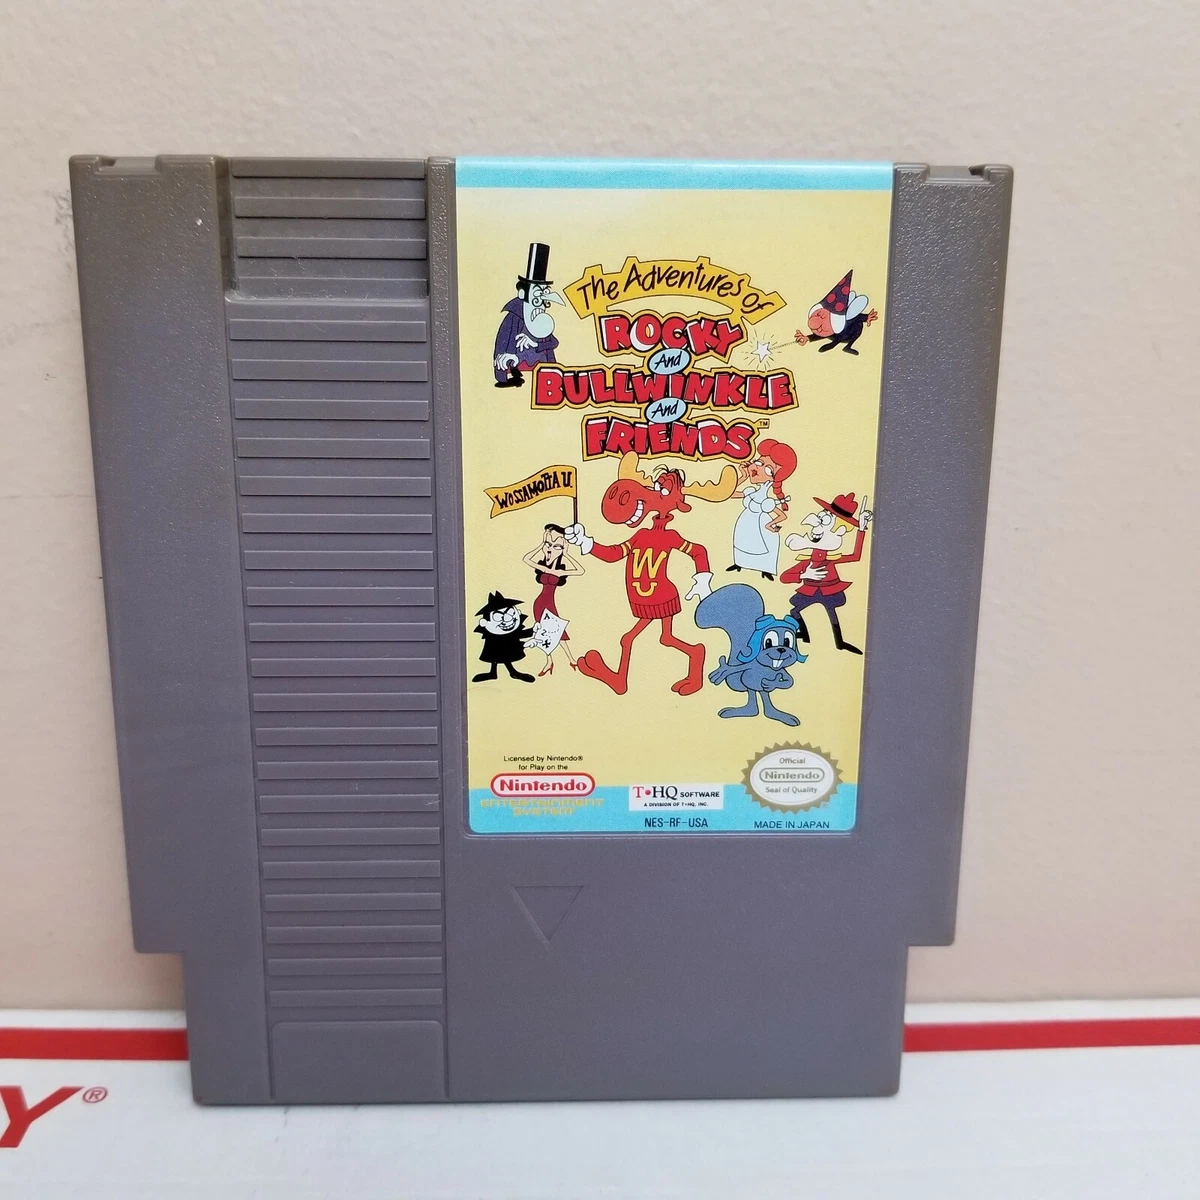 The Adventures of
ROCKY
And
BULLWINKLE
And
FRIENDS™
WOSSAMOTTA U.
W
U
Licensed by Nintendo®
for Play on the
Nintendo
ENTERTAINMENT
SYSTEM
T•HQ SOFTWARE
A DIVISION OF T•HQ, INC.
NES-RF-USA
Official
Nintendo
Seal of Quality
MADE IN JAPAN
Y®